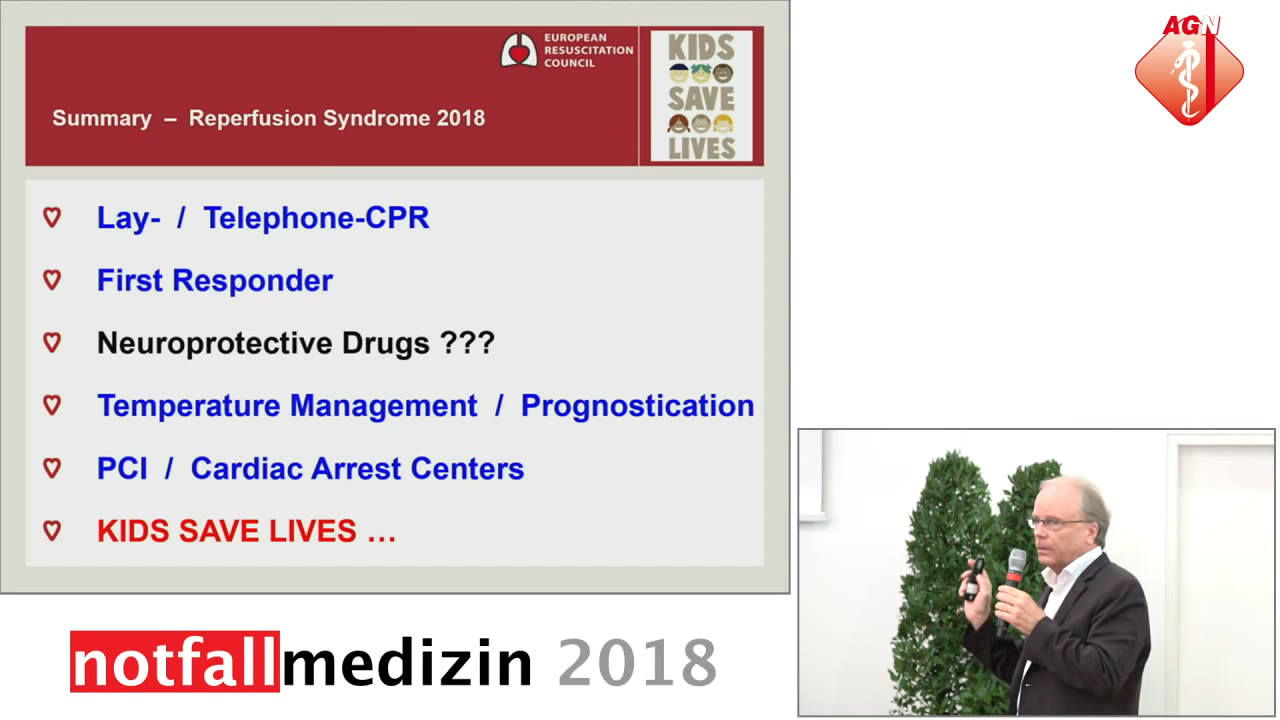 EUROPEAN
RESUSCITATION
COUNCIL
KIDS
SAVE
LIVES
Summary – Reperfusion Syndrome 2018
Lay- / Telephone-CPR
First Responder
Neuroprotective Drugs ???
Temperature Management / Prognostication
PCI / Cardiac Arrest Centers
KIDS SAVE LIVES …
AGN
notfallmedizin 2018